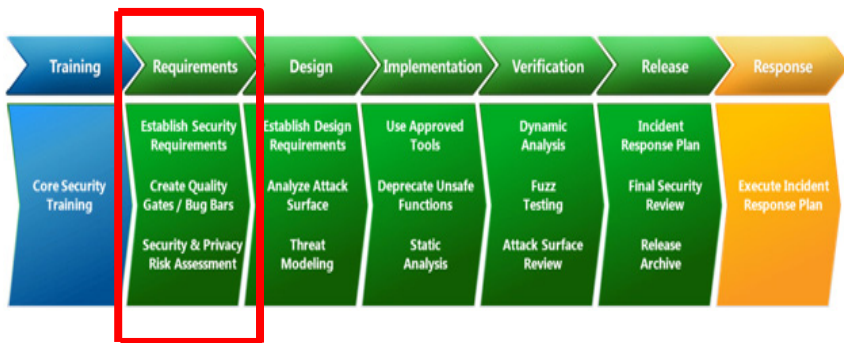 Training
Requirements
Design
Implementation
Verification
Release
Response
Core Security
Training
Establish Security
Requirements
Create Quality
Gates / Bug Bars
Security & Privacy
Risk Assessment
Establish Design
Requirements
Analyze Attack
Surface
Threat
Modeling
Use Approved
Tools
Deprecate Unsafe
Functions
Static
Analysis
Dynamic
Analysis
Fuzz
Testing
Attack Surface
Review
Incident
Response Plan
Final Security
Review
Release
Archive
Execute Incident
Response Plan